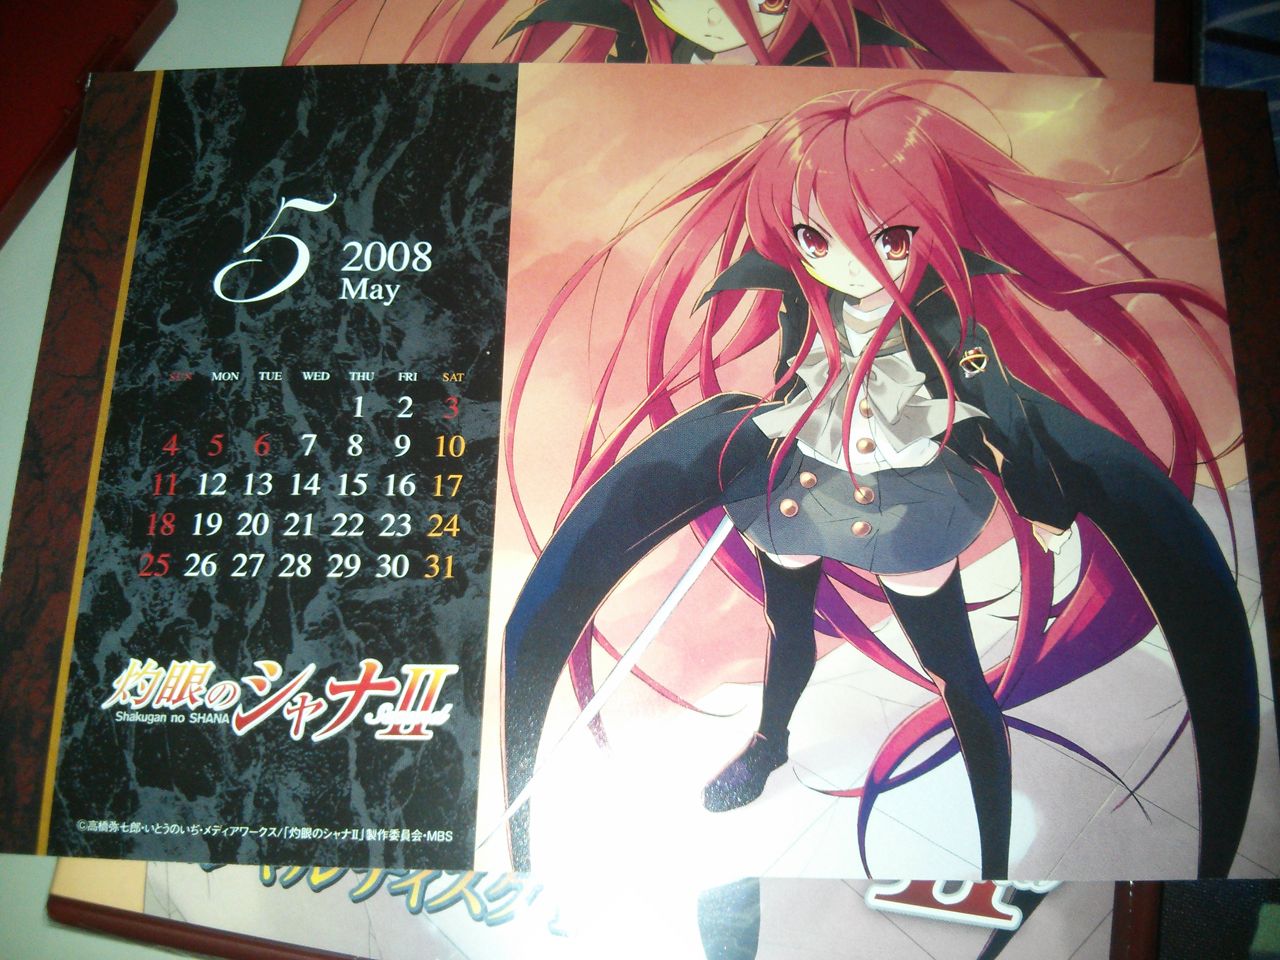 5
2008
May
SUN MON TUE WED THU FRI SAT
1 2 3
4 5 6 7 8 9 10
11 12 13 14 15 16 17
18 19 20 21 22 23 24
25 26 27 28 29 30 31
灼眼のシャナII
Shakugan no SHANA Second
©高橋弥七郎・いとうのいぢ・メディアワークス/「灼眼のシャナII」製作委員会・MBS